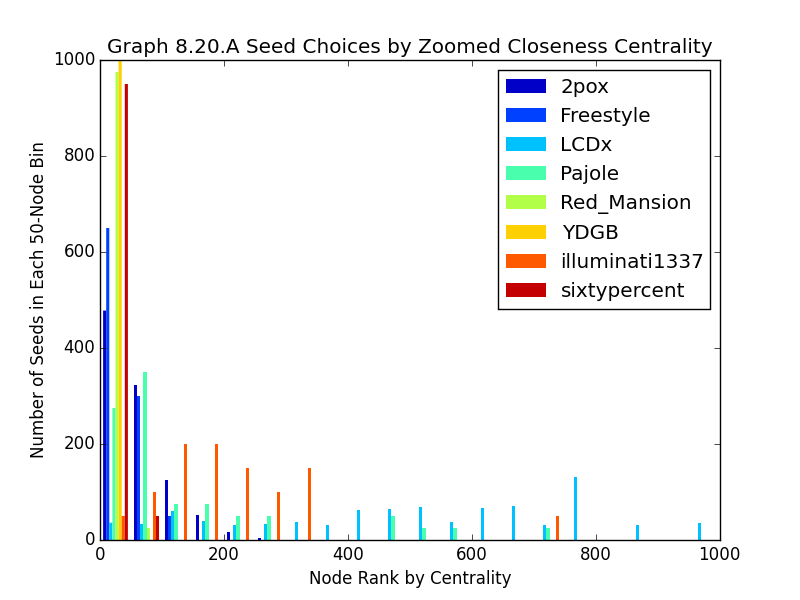 Graph 8.20.A Seed Choices by Zoomed Closeness Centrality
1000
800
600
400
200
0
Number of Seeds in Each 50-Node Bin
2pox
Freestyle
LCDx
Pajole
Red_Mansion
YDGB
illuminati1337
sixtypercent
0 200 400 600 800 1000
Node Rank by Centrality